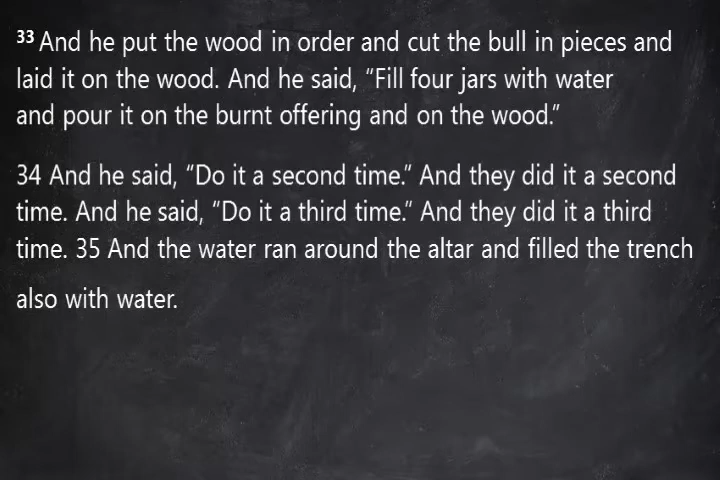 33 And he put the wood in order and cut the bull in pieces and
laid it on the wood. And he said, “Fill four jars with water
and pour it on the burnt offering and on the wood.”
34 And he said, “Do it a second time.” And they did it a second
time. And he said, “Do it a third time.” And they did it a third
time. 35 And the water ran around the altar and filled the trench
also with water.